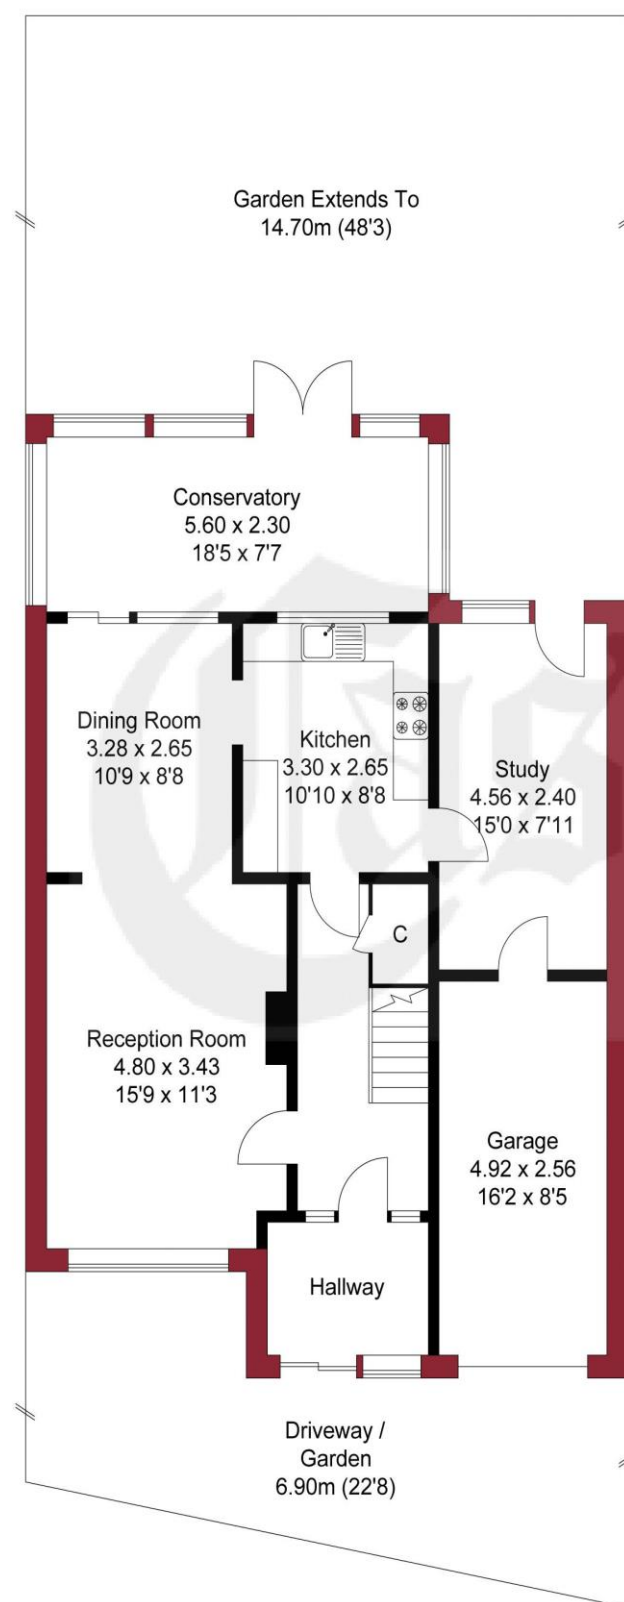 Garden Extends To
14.70m (48'3)
Conservatory
5.60 x 2.30
18'5 x 7'7
Dining Room
3.28 x 2.65
10'9 x 8'8
Kitchen
3.30 x 2.65
10'10 x 8'8
Study
4.56 x 2.40
15'0 x 7'11
C
Reception Room
4.80 x 3.43
15'9 x 11'3
Garage
4.92 x 2.56
16'2 x 8'5
Hallway
Driveway /
Garden
6.90m (22'8)